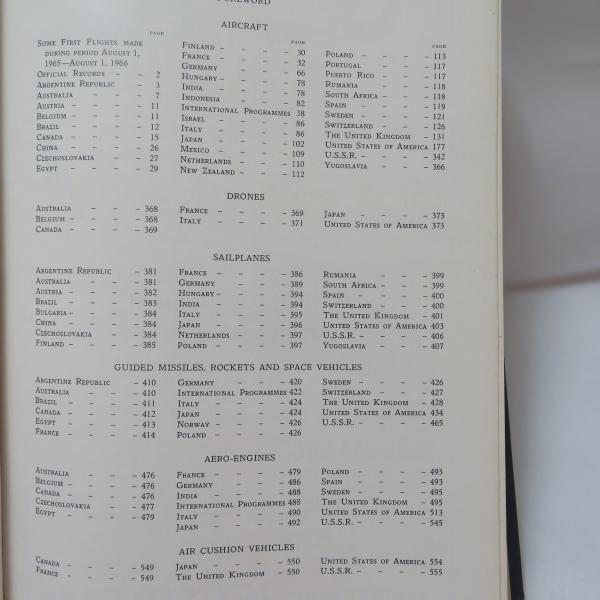 FOREWORD
AIRCRAFT
PAGE
SOME FIRST FLIGHTS MADE
DURING PERIOD AUGUST 1,
1965—AUGUST 1, 1966
OFFICIAL RECORDS - - 2
ARGENTINE REPUBLIC - 3
AUSTRALIA - - - 7
AUSTRIA - - - 11
BELGIUM - - - 11
BRAZIL - - - 12
CANADA - - - 15
CHINA - - - 26
CZECHOSLOVAKIA - - 27
EGYPT - - - 29
PAGE
FINLAND - - - - 30
FRANCE - - - - 32
GERMANY - - - 66
HUNGARY - - - - 78
INDIA - - - - 78
INDONESIA - - - 82
INTERNATIONAL PROGRAMMES 38
ISRAEL - - - - 86
ITALY - - - - 86
JAPAN - - - - 102
MEXICO - - - - 109
NETHERLANDS - - - 110
NEW ZEALAND - - - 112
PAGE
POLAND - - - - 113
PORTUGAL - - - 117
PUERTO RICO - - - 117
RUMANIA - - - 118
SOUTH AFRICA - - - 118
SPAIN - - - - 119
SWEDEN - - - - 121
SWITZERLAND - - - 126
THE UNITED KINGDOM - 131
UNITED STATES OF AMERICA 177
U.S.S.R. - - - - 342
YUGOSLAVIA - - - 366
DRONES
AUSTRALIA - - - 368
BELGIUM - - - - 368
CANADA - - - 369
FRANCE - - - - 369
ITALY - - - - 371
JAPAN - - - - 373
UNITED STATES OF AMERICA 373
SAILPLANES
ARGENTINE REPUBLIC - 381
AUSTRALIA - - - 381
AUSTRIA - - - - 382
BRAZIL - - - 383
BULGARIA - - - - 384
CHINA - - - 384
CZECHOSLOVAKIA - - 384
FINLAND - - - - 385
FRANCE - - - - 386
GERMANY - - - 389
HUNGARY - - - - 394
INDIA - - - - 394
ITALY - - - - 395
JAPAN - - - - 396
NETHERLANDS - - - 397
POLAND - - - - 397
RUMANIA - - - 399
SOUTH AFRICA - - - 399
SPAIN - - - - 400
SWITZERLAND - - - 400
THE UNITED KINGDOM - 401
UNITED STATES OF AMERICA 403
U.S.S.R. - - - - 406
YUGOSLAVIA - - - 407
GUIDED MISSILES, ROCKETS AND SPACE VEHICLES
ARGENTINE REPUBLIC - 410
AUSTRALIA - - - 410
BRAZIL - - - - 411
CANADA - - - 412
EGYPT - - - 413
FRANCE - - - 414
GERMANY - - - 420
INTERNATIONAL PROGRAMMES 422
ITALY - - - - 424
JAPAN - - - - 424
NORWAY - - - - 426
POLAND - - - - 426
SWEDEN - - - - 426
SWITZERLAND - - - 427
THE UNITED KINGDOM - 428
UNITED STATES OF AMERICA 434
U.S.S.R. - - - - 465
AERO-ENGINES
AUSTRALIA - - - 476
BELGIUM - - - - 476
CANADA - - - 476
CZECHOSLOVAKIA - - 477
EGYPT - - - 479
FRANCE - - - - 479
GERMANY - - - 486
INDIA - - - - 488
INTERNATIONAL PROGRAMMES 488
ITALY - - - - 490
JAPAN - - - - 492
POLAND - - - - 493
SPAIN - - - - 493
SWEDEN - - - - 495
THE UNITED KINGDOM - 495
UNITED STATES OF AMERICA 513
U.S.S.R. - - - - 545
AIR CUSHION VEHICLES
CANADA - - - - 549
FRANCE - - - - 549
JAPAN - - - - 550
THE UNITED KINGDOM - 550
UNITED STATES OF AMERICA 554
U.S.S.R. - - - - 555